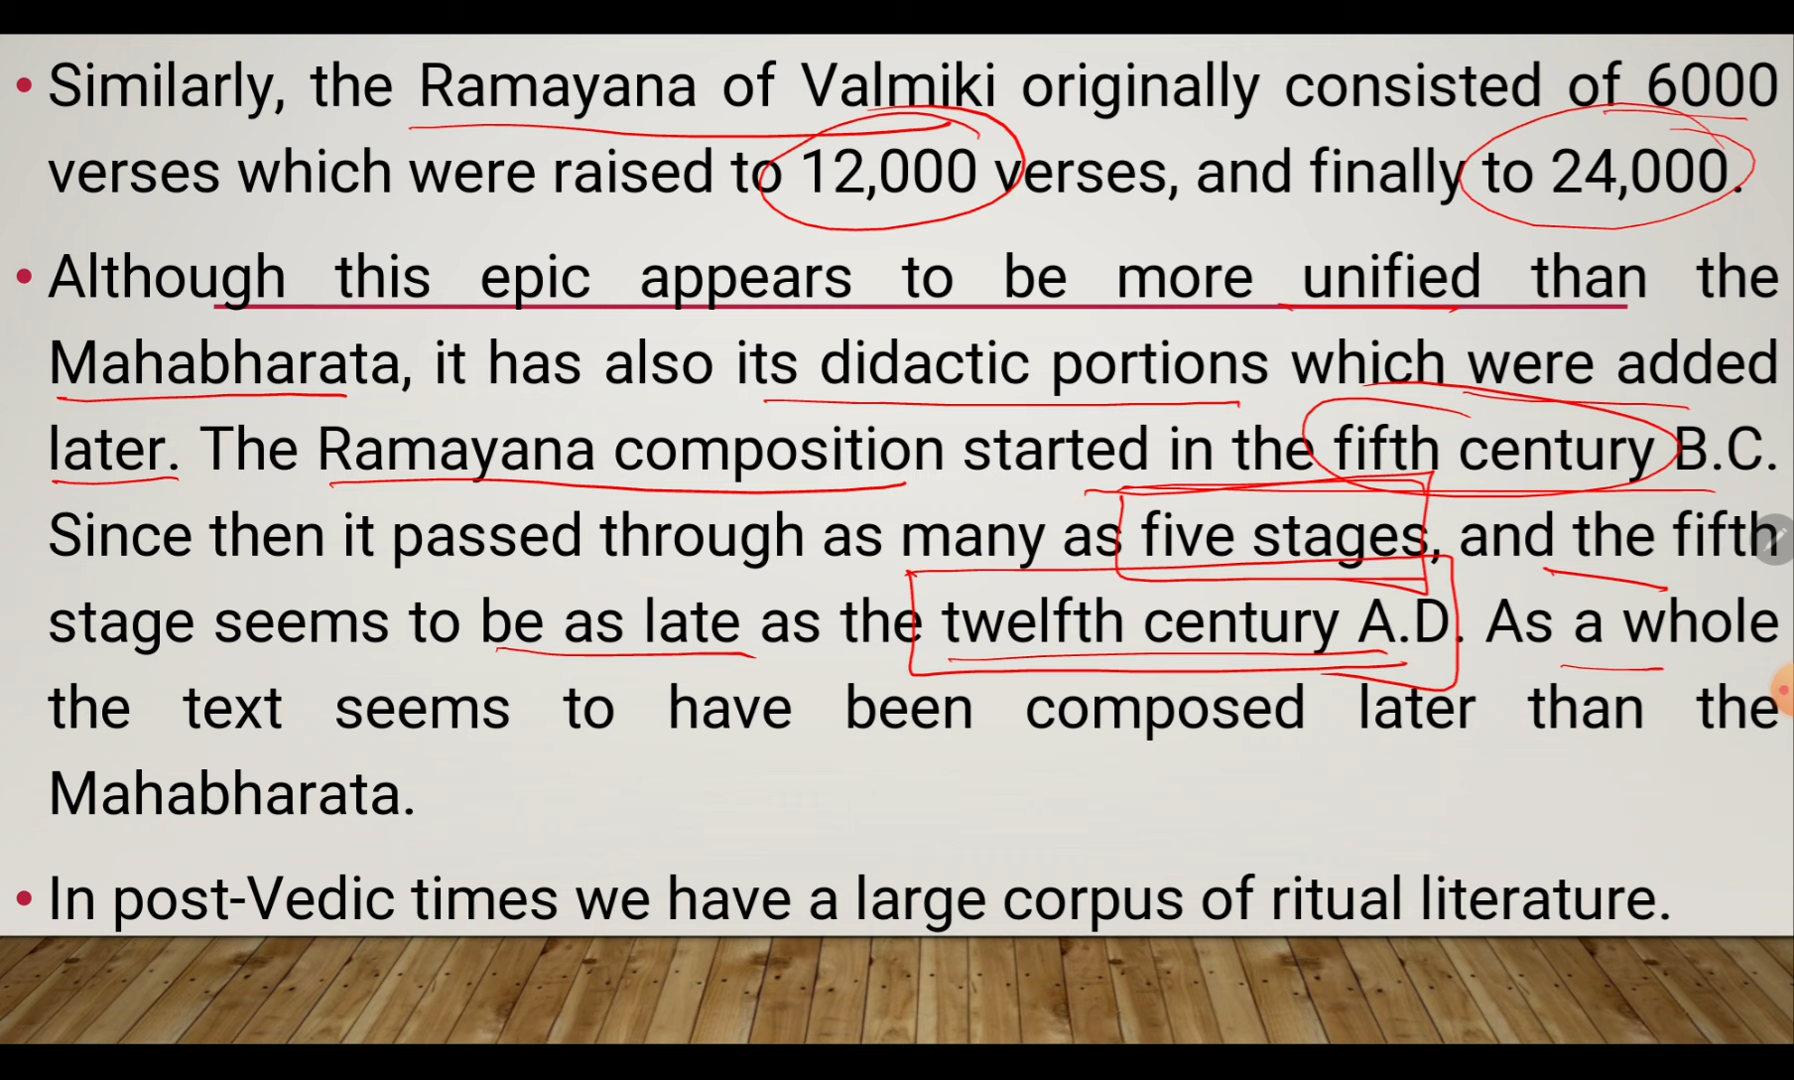 • Similarly, the Ramayana of Valmiki originally consisted of 6000
verses which were raised to 12,000 verses, and finally to 24,000.
• Although this epic appears to be more unified than the
Mahabharata, it has also its didactic portions which were added
later. The Ramayana composition started in the fifth century B.C.
Since then it passed through as many as five stages, and the fifth
stage seems to be as late as the twelfth century A.D. As a whole
the text seems to have been composed later than the
Mahabharata.
• In post-Vedic times we have a large corpus of ritual literature.